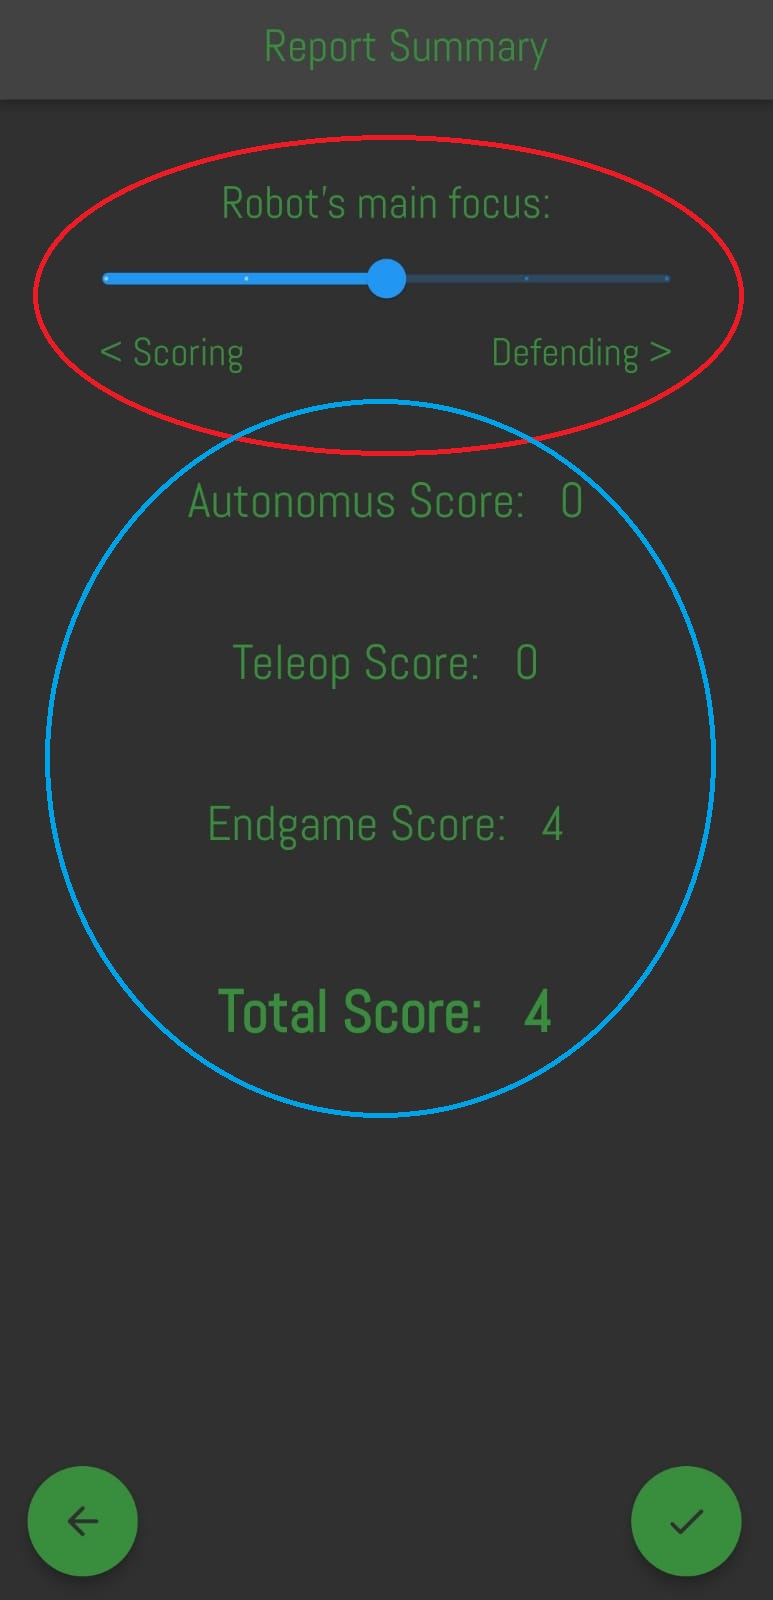 Report Summary
Robot's main focus:
< Scoring Defending >
Autonomus Score: 0
Teleop Score: 0
Endgame Score: 4
Total Score: 4